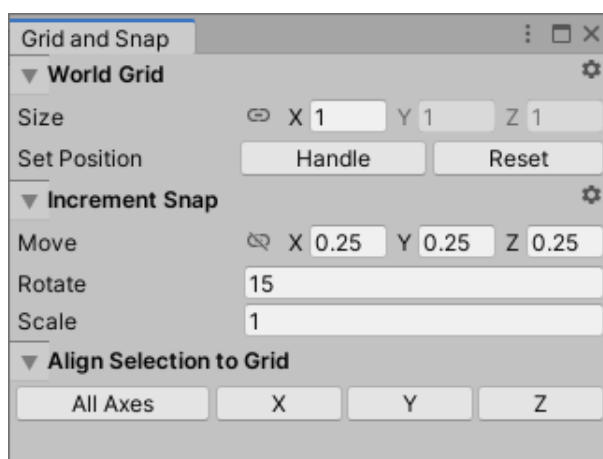 Grid and Snap
World Grid
Size X 1 Y 1 Z 1
Set Position Handle Reset
Increment Snap
Move X 0.25 Y 0.25 Z 0.25
Rotate 15
Scale 1
Align Selection to Grid
All Axes X Y Z